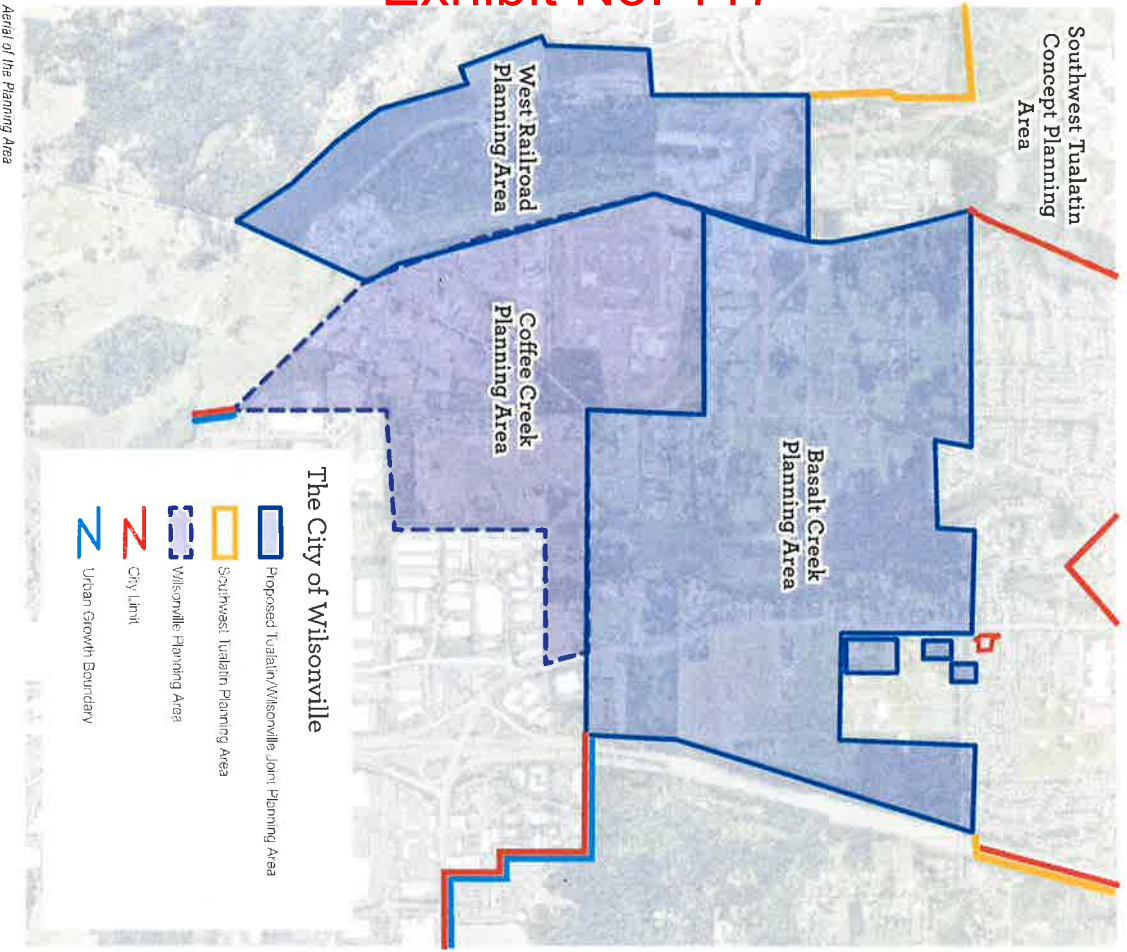 Exhibit No.
Southwest Tualatin
Concept Planning
Area
West Railroad
Planning Area
Basalt Creek
Planning Area
Coffee Creek
Planning Area
The City of Wilsonville
Proposed Tualatin/Wilsonville Joint Planning Area
Southwest Tualatin Planning Area
Wilsonville Planning Area
City Limit
Urban Growth Boundary
Aerial of the Planning Area